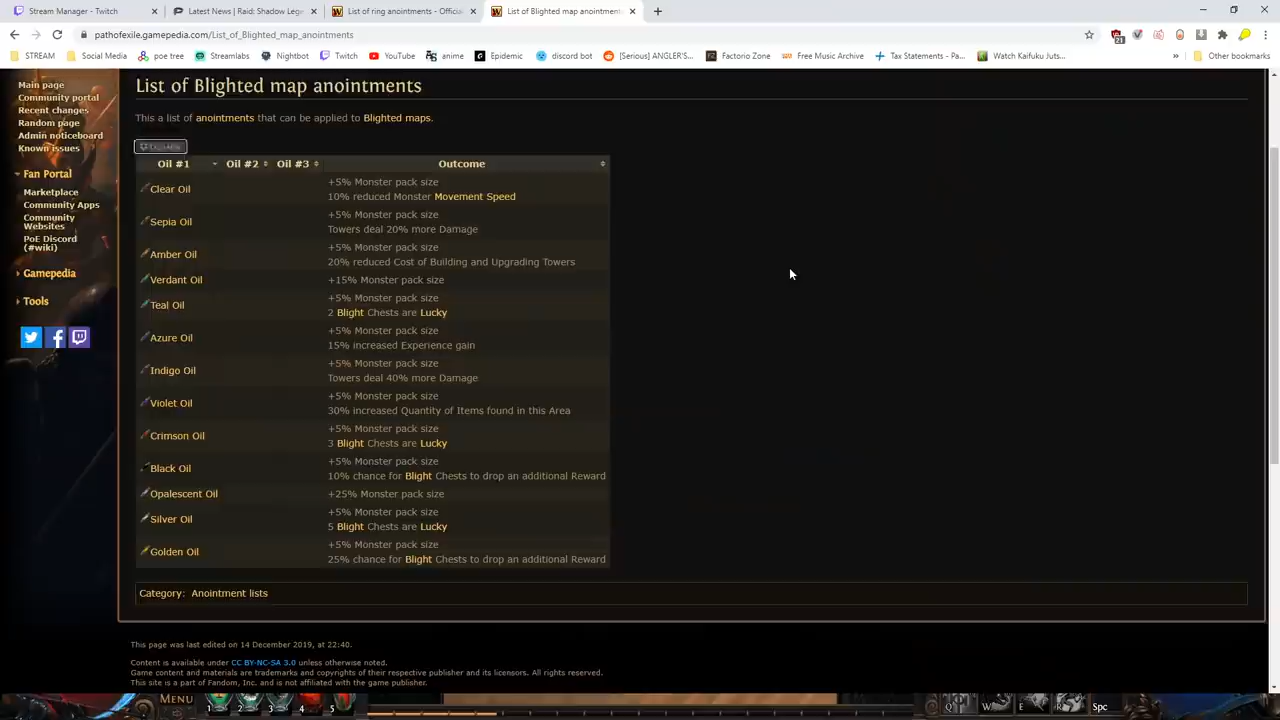 Stream Manager - Twitch
Latest News | Raid: Shadow Lege
List of ring anointments - Official
List of Blighted map anointments
pathofexile.gamepedia.com/List_of_Blighted_map_anointments
21
STREAM
Social Media
poe tree
Streamlabs
Nightbot
Twitch
YouTube
anime
Epidemic
discord bot
[Serious] ANGLER'S...
Factorio Zone
Free Music Archive
Tax Statements – Pa...
Watch Kaifuku Juts...
»
Other bookmarks
Main page
Community portal
Recent changes
Random page
Admin noticeboard
Known issues
Fan Portal
Marketplace
Community Apps
Community
Websites
PoE Discord
(#wiki)
Gamepedia
Tools
List of Blighted map anointments
This a list of anointments that can be applied to Blighted maps.
Oil #1 Oil #2 Oil #3 Outcome
Clear Oil
+5% Monster pack size
10% reduced Monster Movement Speed
Sepia Oil
+5% Monster pack size
Towers deal 20% more Damage
Amber Oil
+5% Monster pack size
20% reduced Cost of Building and Upgrading Towers
Verdant Oil
+15% Monster pack size
Teal Oil
+5% Monster pack size
2 Blight Chests are Lucky
Azure Oil
+5% Monster pack size
15% increased Experience gain
Indigo Oil
+5% Monster pack size
Towers deal 40% more Damage
Violet Oil
+5% Monster pack size
30% increased Quantity of Items found in this Area
Crimson Oil
+5% Monster pack size
3 Blight Chests are Lucky
Black Oil
+5% Monster pack size
10% chance for Blight Chests to drop an additional Reward
Opalescent Oil
+25% Monster pack size
Silver Oil
+5% Monster pack size
5 Blight Chests are Lucky
Golden Oil
+5% Monster pack size
25% chance for Blight Chests to drop an additional Reward
Category: Anointment lists
This page was last edited on 14 December 2019, at 22:40.
Content is available under CC BY-NC-SA 3.0 unless otherwise noted.
Game content and materials are trademarks and copyrights of their respective publisher and its licensors. All rights reserved.
This site is a part of Fandom, Inc. and is not affiliated with the game publisher.
MENU
1 2 3 4 5
Q W E R Spc